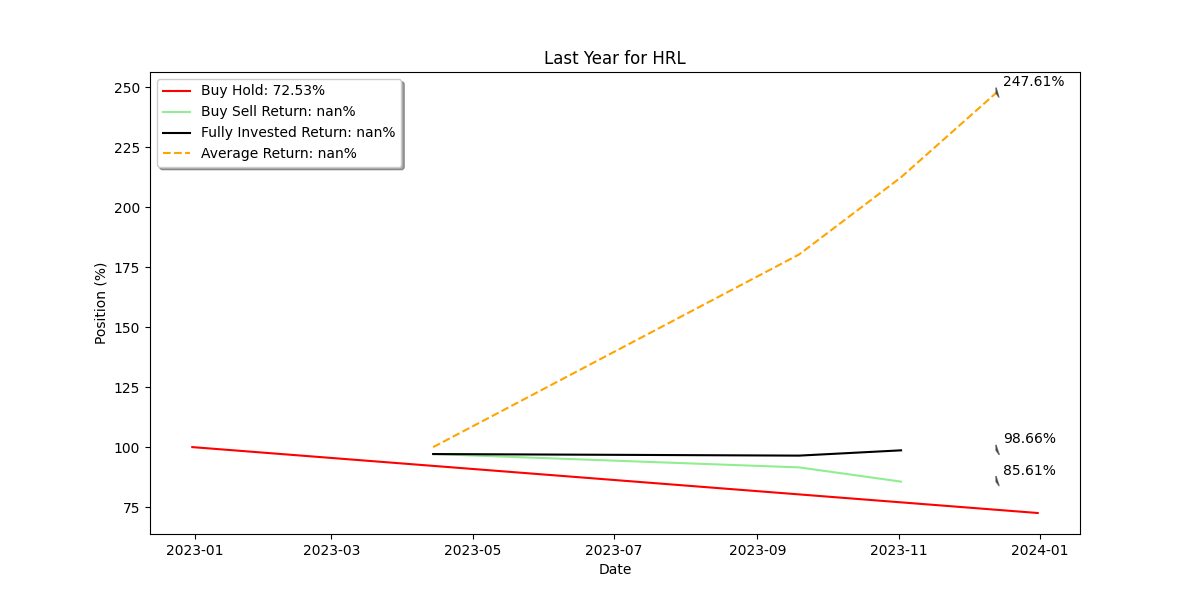 Last Year for HRL
Buy Hold: 72.53%
Buy Sell Return: nan%
Fully Invested Return: nan%
Average Return: nan%
247.61%
98.66%
85.61%
250
225
200
175
150
125
100
75
Position (%)
2023-01 2023-03 2023-05 2023-07 2023-09 2023-11 2024-01
Date